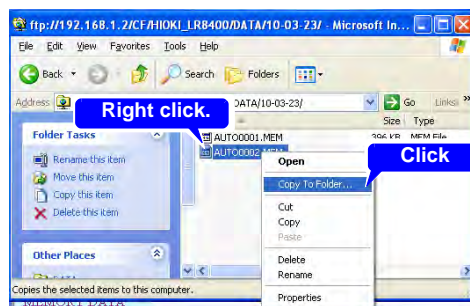 ftp://192.168.1.2/CF/HIOKI_LR8400/DATA/10-03-23/ - Microsoft In...
File Edit View Favorites Tools Help
Back Search Folders
Address DATA/10-03-23/ Go Links »
Right click.
Size Type
Folder Tasks
AUTO0001.MEM 396 KB MEM File
Rename this item
AUTO0002.MEM
Click
Move this item
Open
Copy this item
Copy To Folder...
Delete this item
Cut
Copy
Paste
Other Places
Delete
Rename
Copies the selected items to this computer.
Properties